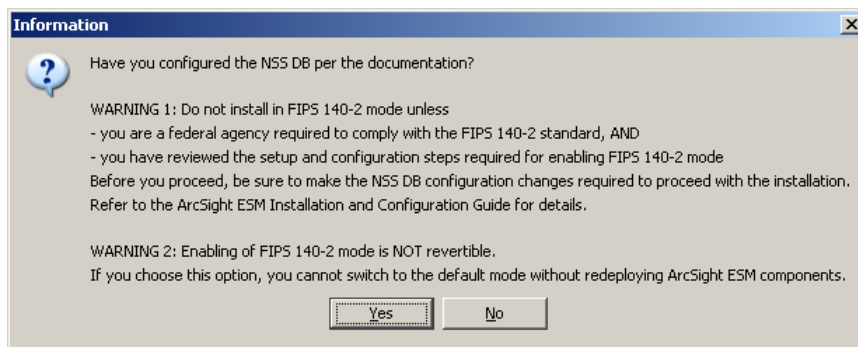 Information
Have you configured the NSS DB per the documentation?
WARNING 1: Do not install in FIPS 140-2 mode unless
- you are a federal agency required to comply with the FIPS 140-2 standard, AND
- you have reviewed the setup and configuration steps required for enabling FIPS 140-2 mode
Before you proceed, be sure to make the NSS DB configuration changes required to proceed with the installation.
Refer to the ArcSight ESM Installation and Configuration Guide for details.
WARNING 2: Enabling of FIPS 140-2 mode is NOT revertible.
If you choose this option, you cannot switch to the default mode without redeploying ArcSight ESM components.
Yes No